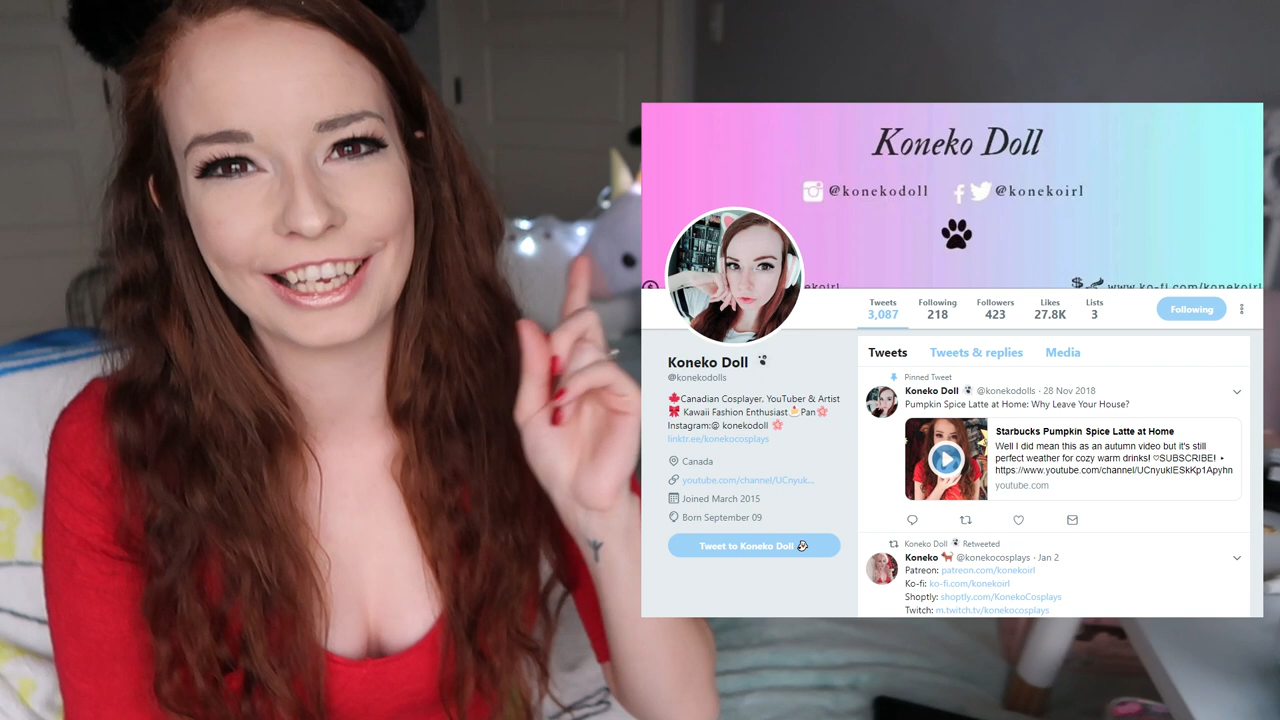 Koneko Doll
@konekodoll
@konekoirl
www.ko-fi.com/konekoirl
Tweets
3,087
Following
218
Followers
423
Likes
27.8K
Lists
3
Following
Koneko Doll
@konekodolls
🍁Canadian Cosplayer, YouTuber & Artist
🎀 Kawaii Fashion Enthusiast🍮Pan🌸
Instagram:@ konekodoll 🌸
linktr.ee/konekocosplays
Canada
youtube.com/channel/UCnyuk...
Joined March 2015
Born September 09
Tweet to Koneko Doll
Tweets Tweets & replies Media
Pinned Tweet
Koneko Doll @konekodolls · 28 Nov 2018
Pumpkin Spice Latte at Home: Why Leave Your House?
Starbucks Pumpkin Spice Latte at Home
Well I did mean this as an autumn video but it's still
perfect weather for cozy warm drinks! ♡SUBSCRIBE! ‣
https://www.youtube.com/channel/UCnyuklESkKp1Apyhn
youtube.com
Koneko Doll Retweeted
Koneko 🐕 @konekocosplays · Jan 2
Patreon: patreon.com/konekoirl
Ko-fi: ko-fi.com/konekoirl
Shoptly: shoptly.com/KonekoCosplays
Twitch: m.twitch.tv/konekocosplays